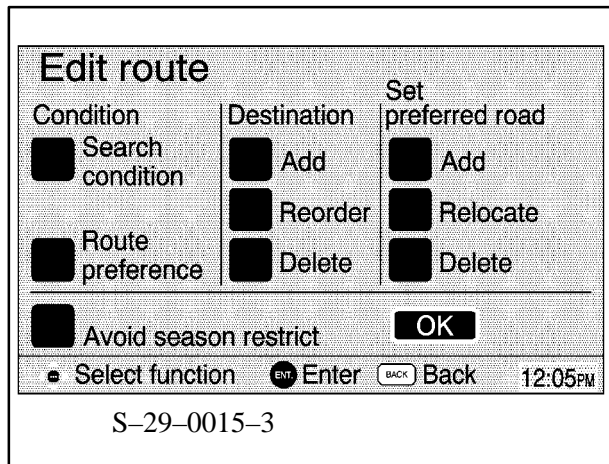 Edit route
Condition
Search
condition
Route
preference
Destination
Add
Reorder
Delete
Set
preferred road
Add
Relocate
Delete
Avoid season restrict
OK
Select function
ENT. Enter
BACK Back
12:05PM
S–29–0015–3